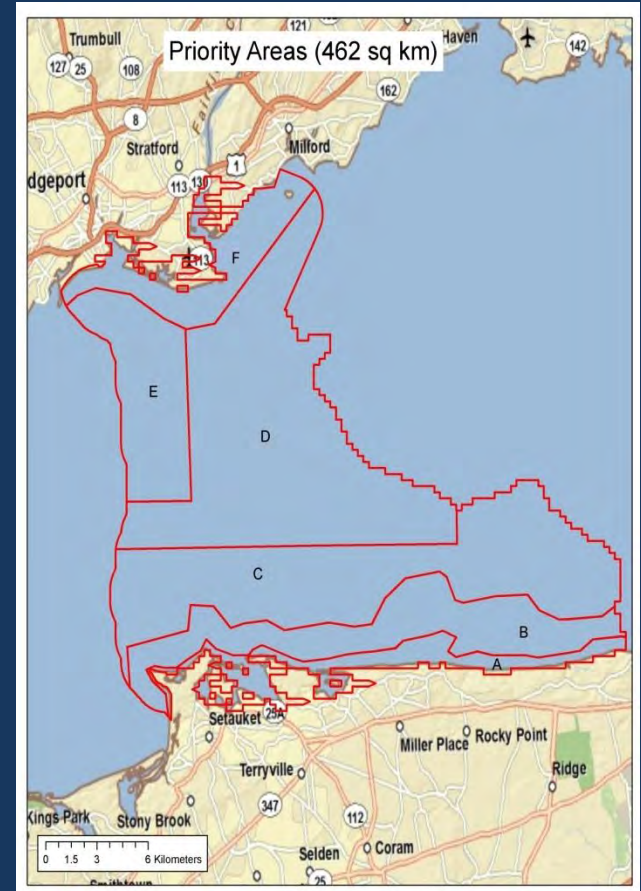 Trumbull
Priority Areas (462 sq km)
Haven
121
142
127
25
108
162
8
Stratford
Milford
1
dgeport
113
130
113
F
E
D
C
B
A
Setauket
25A
Miller Place
Rocky Point
Terryville
Ridge
347
112
Kings Park
Stony Brook
Coram
0 1.5 3 6 Kilometers
Selden
25